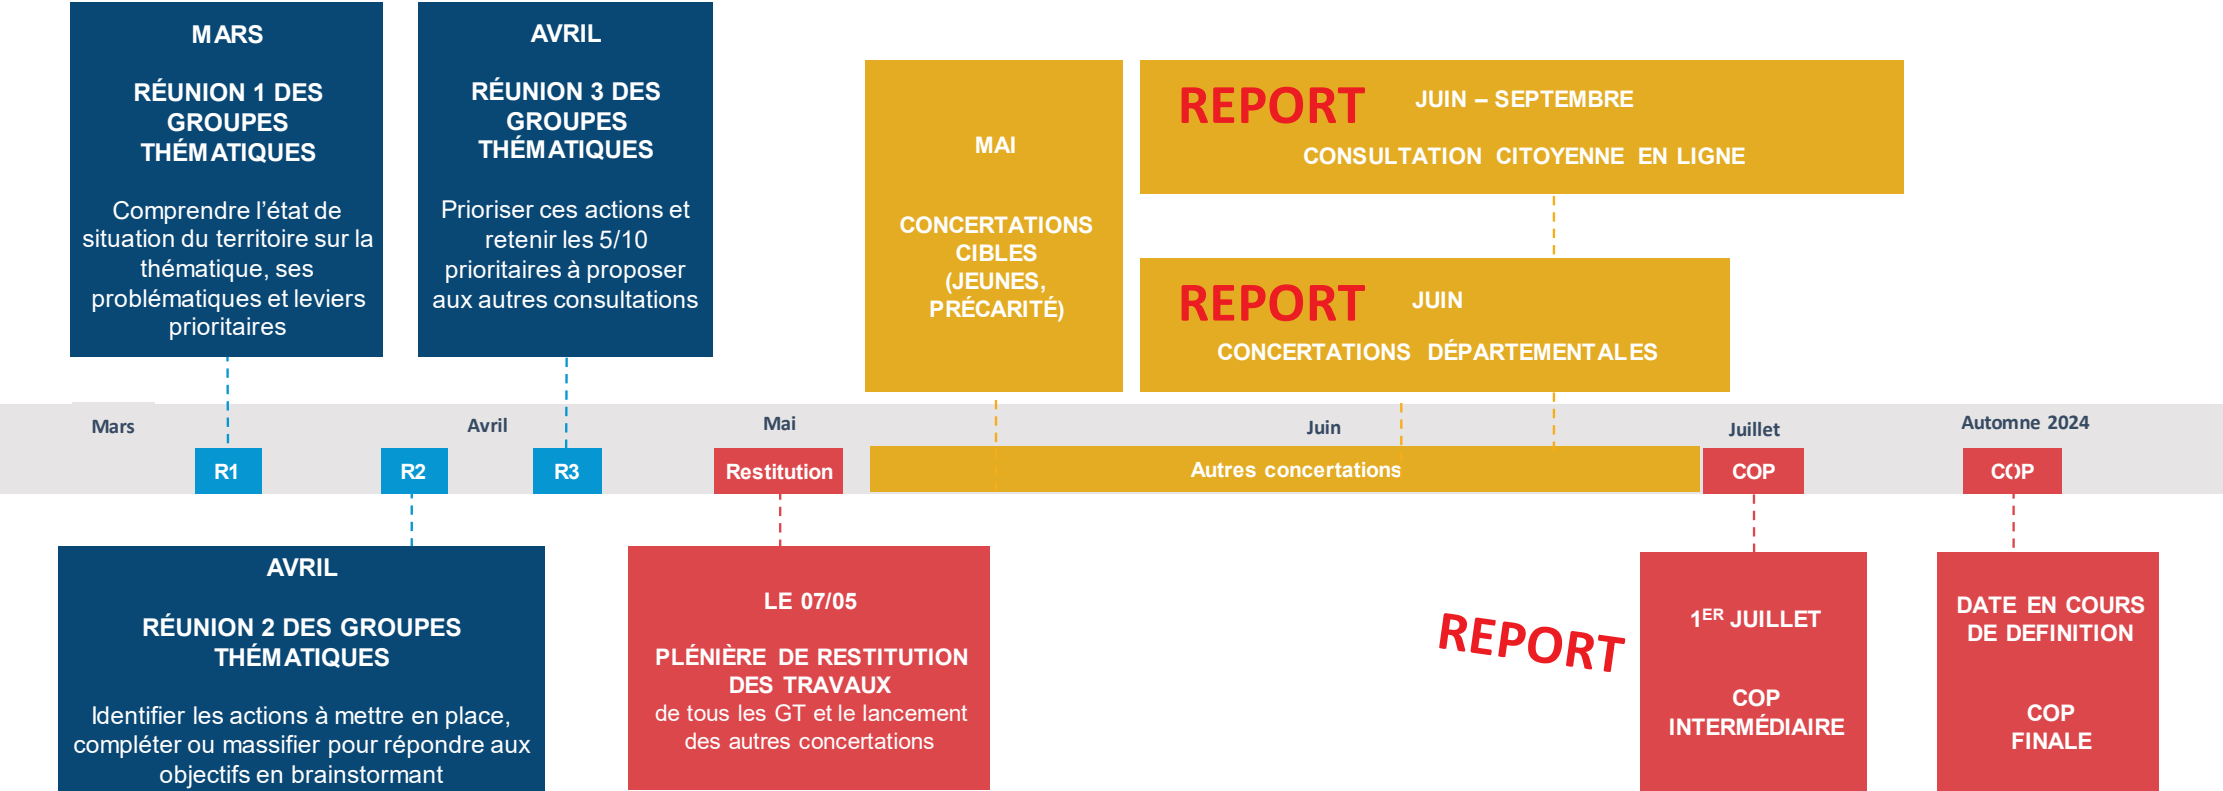 MARS
RÉUNION 1 DES
GROUPES
THÉMATIQUES
Comprendre l’état de
situation du territoire sur la
thématique, ses
problématiques et leviers
prioritaires
AVRIL
RÉUNION 3 DES
GROUPES
THÉMATIQUES
Prioriser ces actions et
retenir les 5/10
prioritaires à proposer
aux autres consultations
MAI
CONCERTATIONS
CIBLES
(JEUNES,
PRÉCARITÉ)
REPORT JUIN – SEPTEMBRE
CONSULTATION CITOYENNE EN LIGNE
REPORT JUIN
CONCERTATIONS DÉPARTEMENTALES
Mars
Avril
Mai
Juin
Juillet
Automne 2024
R1
R2
R3
Restitution
Autres concertations
COP
COP
AVRIL
RÉUNION 2 DES GROUPES
THÉMATIQUES
Identifier les actions à mettre en place,
compléter ou massifier pour répondre aux
objectifs en brainstormant
LE 07/05
PLÉNIÈRE DE RESTITUTION
DES TRAVAUX
de tous les GT et le lancement
des autres concertations
REPORT
1ER JUILLET
COP
INTERMÉDIAIRE
DATE EN COURS
DE DEFINITION
COP
FINALE